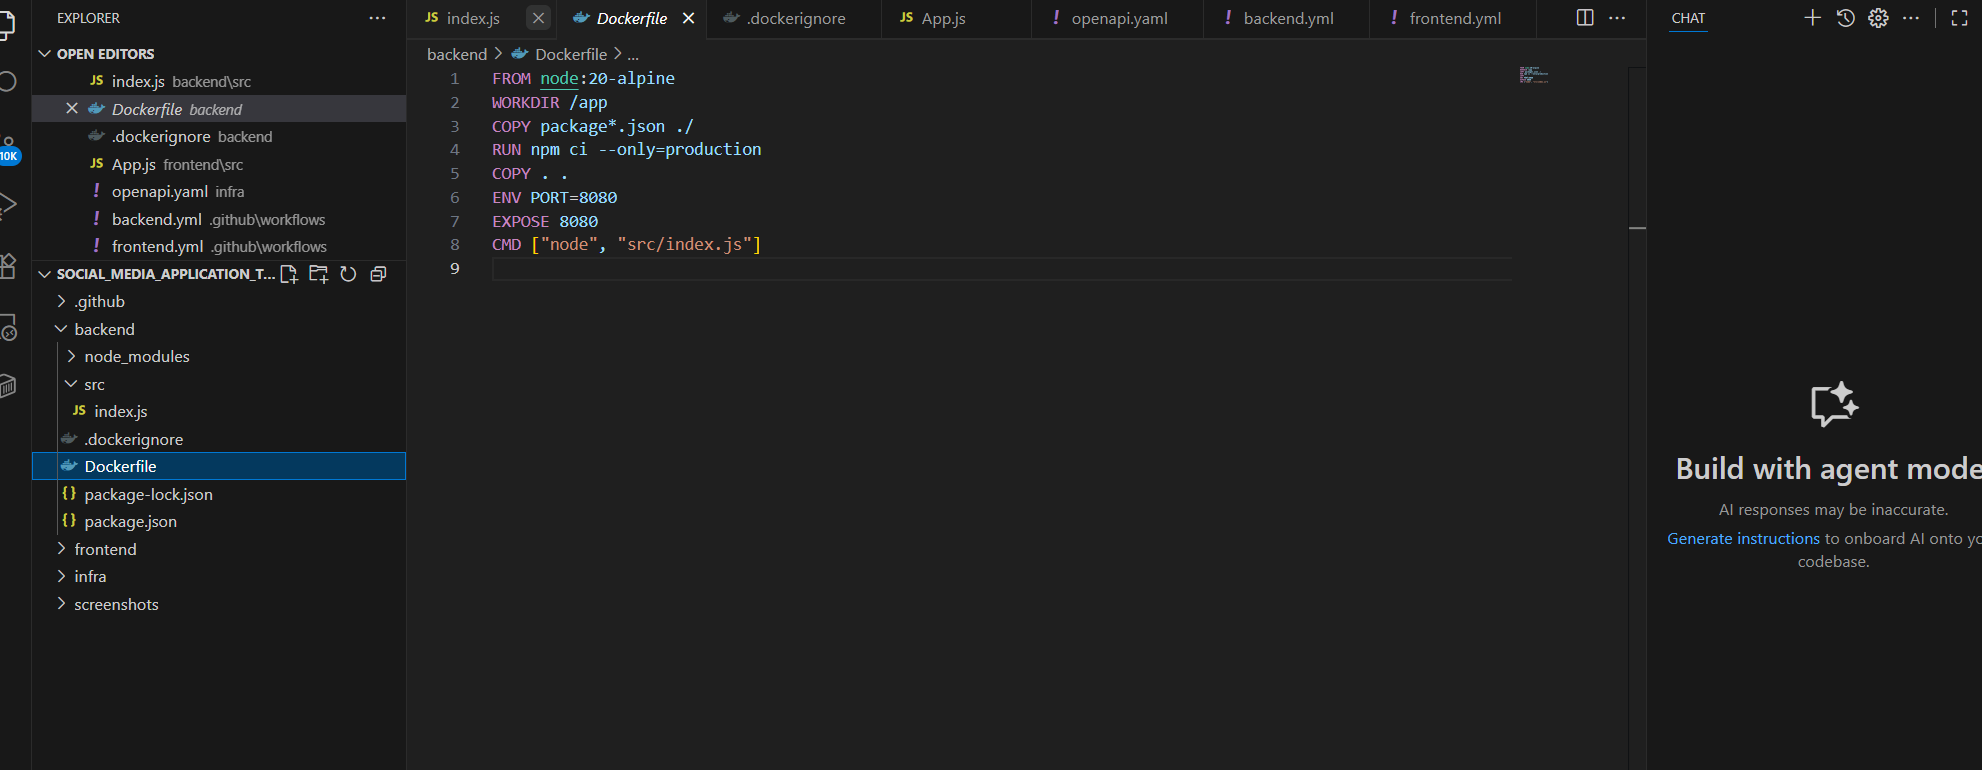 EXPLORER
OPEN EDITORS
JS index.js backend\src
Dockerfile backend
.dockerignore backend
JS App.js frontend\src
! openapi.yaml infra
! backend.yml .github\workflows
! frontend.yml .github\workflows
10K
SOCIAL_MEDIA_APPLICATION_T...
.github
backend
node_modules
src
JS index.js
.dockerignore
Dockerfile
{} package-lock.json
{} package.json
frontend
infra
screenshots
JS index.js
Dockerfile
.dockerignore
JS App.js
! openapi.yaml
! backend.yml
! frontend.yml
backend > Dockerfile > ...
1 FROM node:20-alpine
2 WORKDIR /app
3 COPY package*.json ./
4 RUN npm ci --only=production
5 COPY . .
6 ENV PORT=8080
7 EXPOSE 8080
8 CMD ["node", "src/index.js"]
9
CHAT
Build with agent mode
AI responses may be inaccurate.
Generate instructions to onboard AI onto yo
codebase.